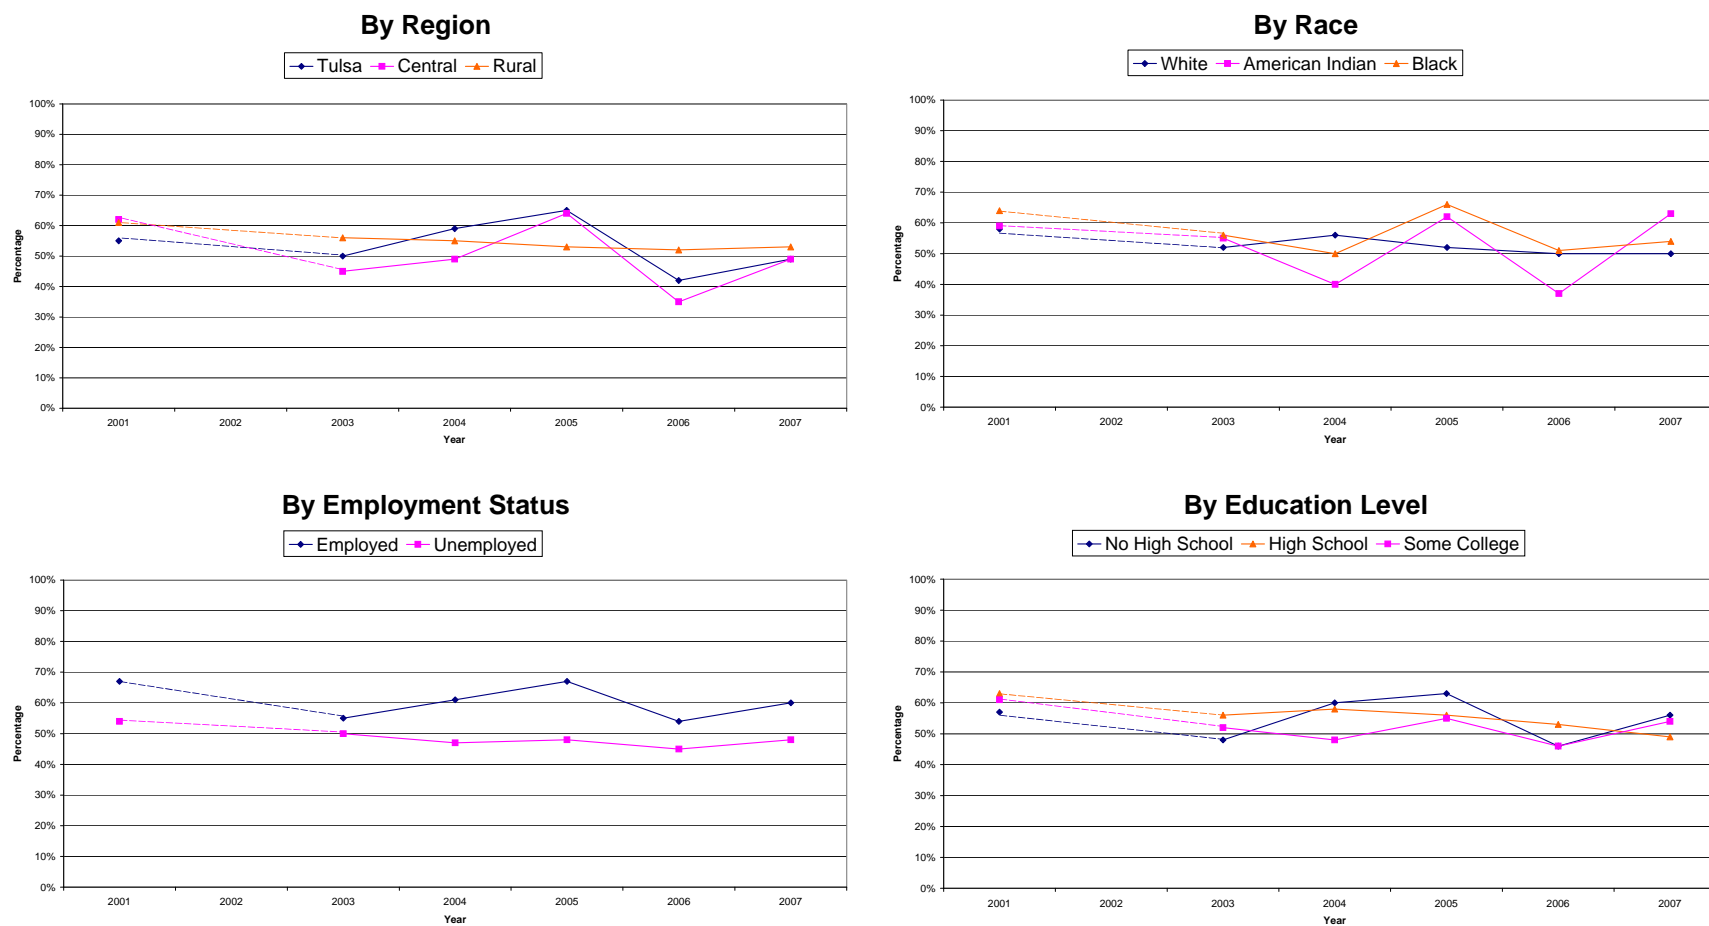 By Region
Tulsa Central Rural
100%
90%
80%
70%
60%
50%
40%
30%
20%
10%
0%
Percentage
2001 2002 2003 2004 2005 2006 2007
Year
By Race
White American Indian Black
100%
90%
80%
70%
60%
50%
40%
30%
20%
10%
0%
Percentage
2001 2002 2003 2004 2005 2006 2007
Year
By Employment Status
Employed Unemployed
100%
90%
80%
70%
60%
50%
40%
30%
20%
10%
0%
Percentage
2001 2002 2003 2004 2005 2006 2007
Year
By Education Level
No High School High School Some College
100%
90%
80%
70%
60%
50%
40%
30%
20%
10%
0%
Percentage
2001 2002 2003 2004 2005 2006 2007
Year